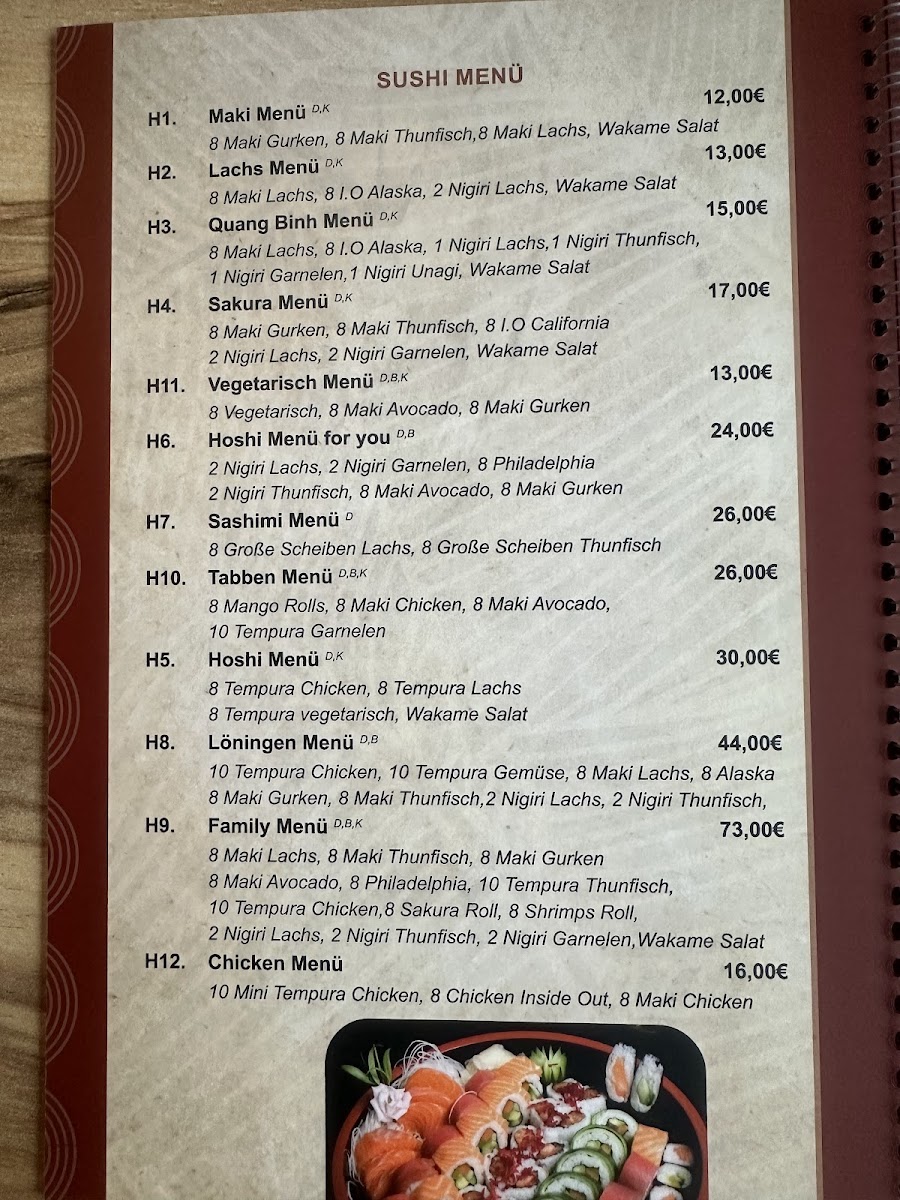 SUSHI MENÜ
H1. Maki Menü D,K 12,00€
8 Maki Gurken, 8 Maki Thunfisch,8 Maki Lachs, Wakame Salat
H2. Lachs Menü D,K 13,00€
8 Maki Lachs, 8 I.O Alaska, 2 Nigiri Lachs, Wakame Salat
H3. Quang Binh Menü D,K 15,00€
8 Maki Lachs, 8 I.O Alaska, 1 Nigiri Lachs,1 Nigiri Thunfisch,
1 Nigiri Garnelen,1 Nigiri Unagi, Wakame Salat
H4. Sakura Menü D,K 17,00€
8 Maki Gurken, 8 Maki Thunfisch, 8 I.O California
2 Nigiri Lachs, 2 Nigiri Garnelen, Wakame Salat
H11. Vegetarisch Menü D,B,K 13,00€
8 Vegetarisch, 8 Maki Avocado, 8 Maki Gurken
H6. Hoshi Menü for you D,B 24,00€
2 Nigiri Lachs, 2 Nigiri Garnelen, 8 Philadelphia
2 Nigiri Thunfisch, 8 Maki Avocado, 8 Maki Gurken
H7. Sashimi Menü D 26,00€
8 Große Scheiben Lachs, 8 Große Scheiben Thunfisch
H10. Tabben Menü D,B,K 26,00€
8 Mango Rolls, 8 Maki Chicken, 8 Maki Avocado,
10 Tempura Garnelen
H5. Hoshi Menü D,K 30,00€
8 Tempura Chicken, 8 Tempura Lachs
8 Tempura vegetarisch, Wakame Salat
H8. Löningen Menü D,B 44,00€
10 Tempura Chicken, 10 Tempura Gemüse, 8 Maki Lachs, 8 Alaska
8 Maki Gurken, 8 Maki Thunfisch,2 Nigiri Lachs, 2 Nigiri Thunfisch,
H9. Family Menü D,B,K 73,00€
8 Maki Lachs, 8 Maki Thunfisch, 8 Maki Gurken
8 Maki Avocado, 8 Philadelphia, 10 Tempura Thunfisch,
10 Tempura Chicken,8 Sakura Roll, 8 Shrimps Roll,
2 Nigiri Lachs, 2 Nigiri Thunfisch, 2 Nigiri Garnelen,Wakame Salat
H12. Chicken Menü 16,00€
10 Mini Tempura Chicken, 8 Chicken Inside Out, 8 Maki Chicken